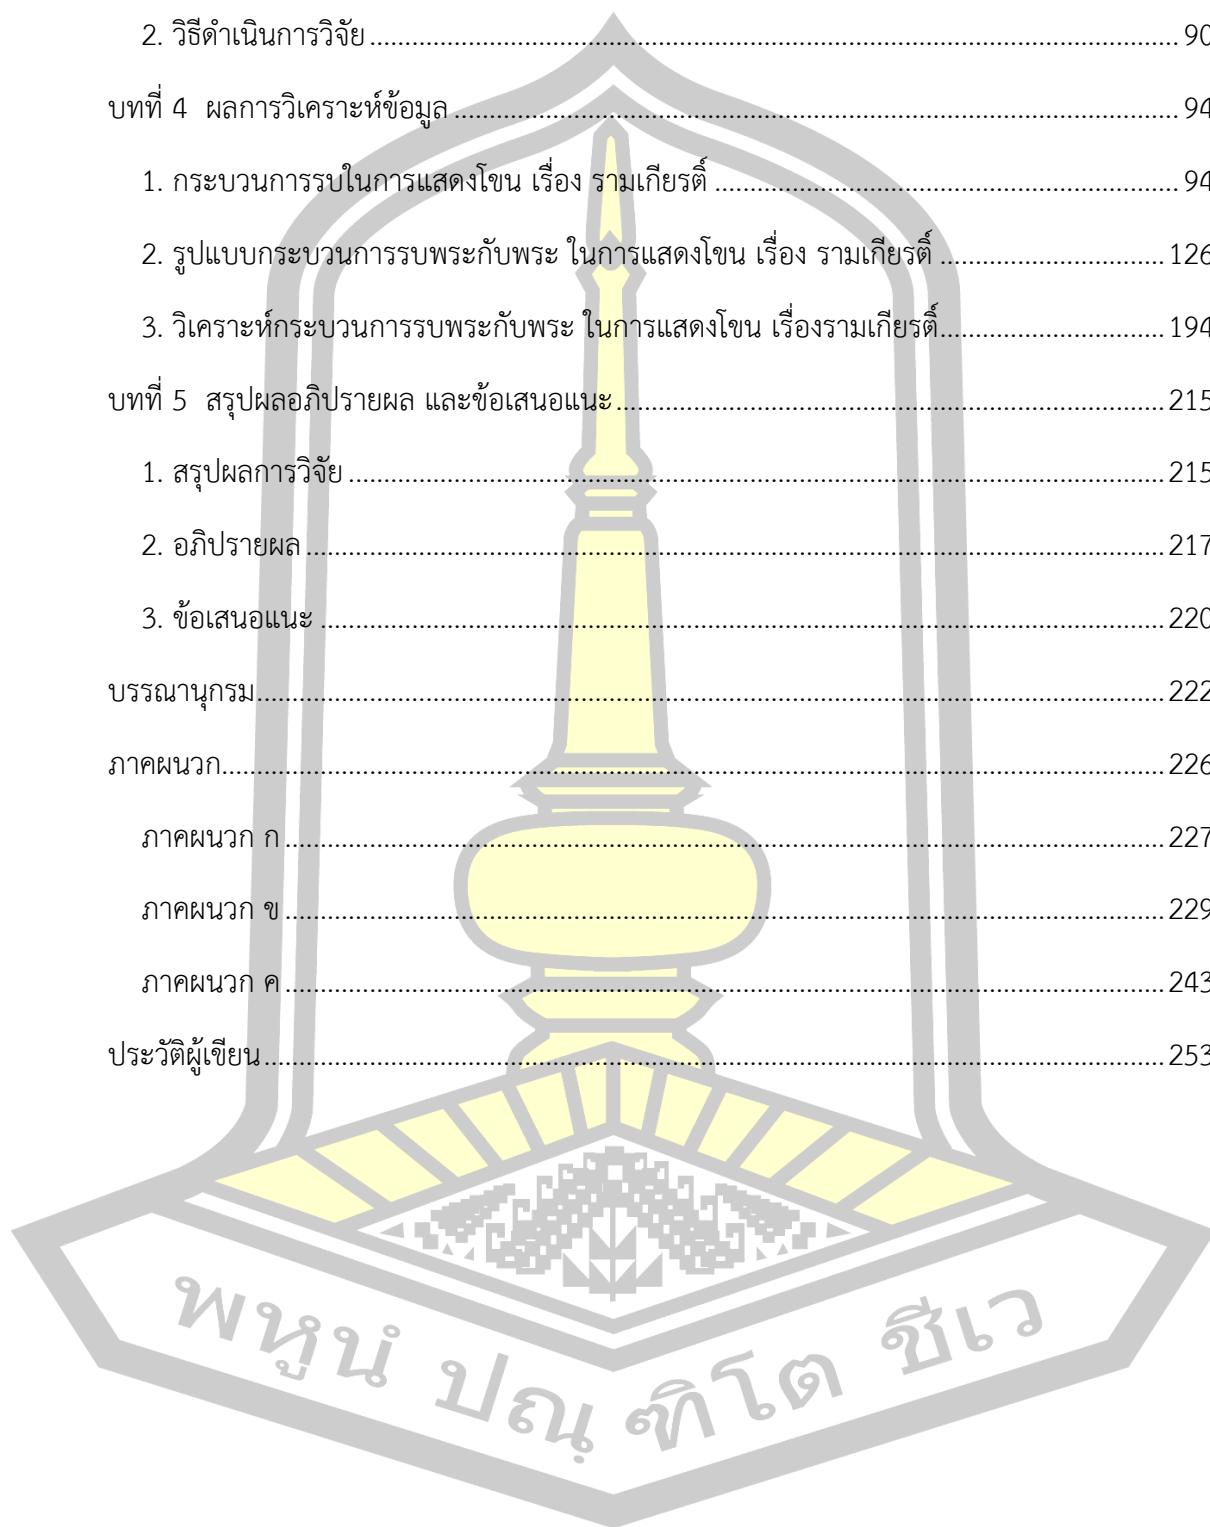 2. วิธีดำเนินการวิจัย ........ 90
บทที่ 4 ผลการวิเคราะห์ข้อมูล ........ 94
1. กระบวนการรบในการแสดงโขน เรื่อง รามเกียรติ์ ........ 94
2. รูปแบบกระบวนการรบพระกับพระ ในการแสดงโขน เรื่อง รามเกียรติ์ ........ 126
3. วิเคราะห์กระบวนการรบพระกับพระ ในการแสดงโขน เรื่องรามเกียรติ์ ........ 194
บทที่ 5 สรุปผลอภิปรายผล และข้อเสนอแนะ ........ 215
1. สรุปผลการวิจัย ........ 215
2. อภิปรายผล ........ 217
3. ข้อเสนอแนะ ........ 220
บรรณานุกรม ........ 222
ภาคผนวก ........ 226
ภาคผนวก ก ........ 227
ภาคผนวก ข ........ 229
ภาคผนวก ค ........ 243
ประวัติผู้เขียน ........ 253
พหูนํ ปณฺฑิโต ชีเว